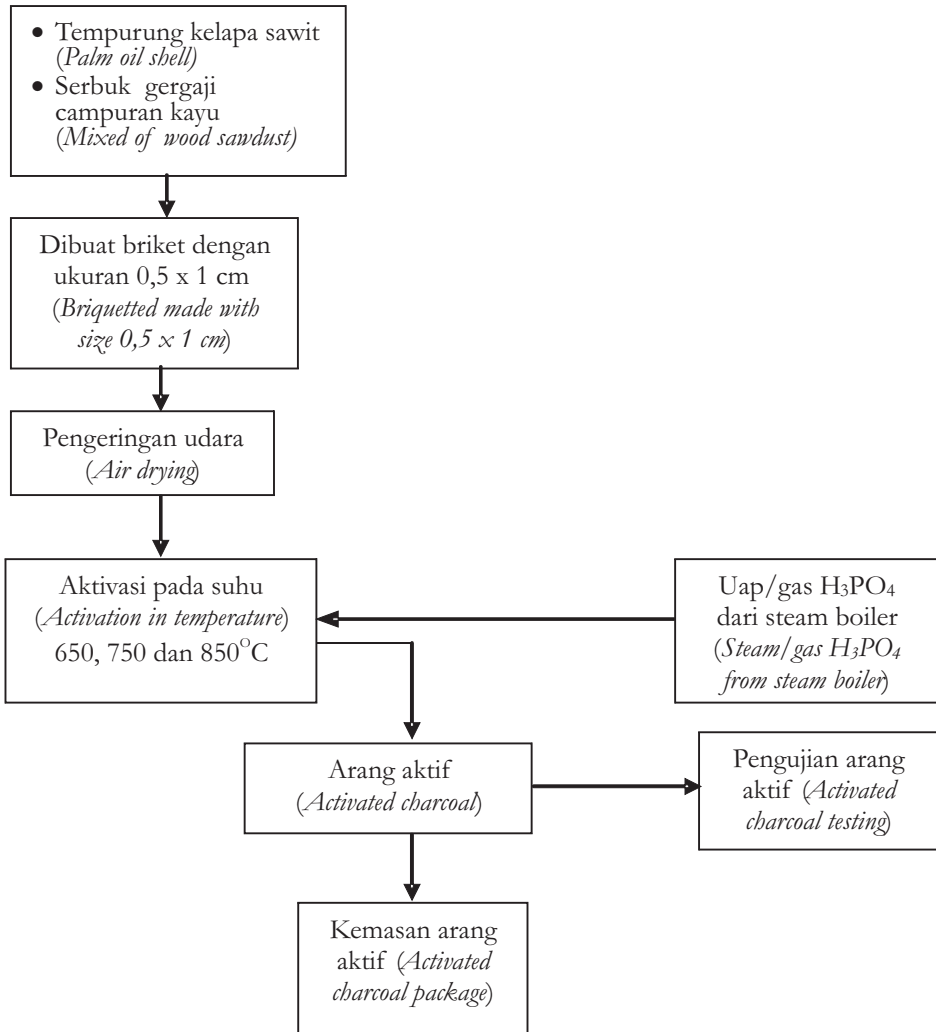 • Tempurung kelapa sawit
(Palm oil shell)
• Serbuk gergaji
campuran kayu
(Mixed of wood sawdust)
Dibuat briket dengan
ukuran 0,5 x 1 cm
(Briquetted made with
size 0,5 x 1 cm)
Pengeringan udara
(Air drying)
Aktivasi pada suhu
(Activation in temperature)
650, 750 dan 850°C
Uap/gas H₃PO₄
dari steam boiler
(Steam/gas H₃PO₄
from steam boiler)
Arang aktif
(Activated charcoal)
Pengujian arang
aktif (Activated
charcoal testing)
Kemasan arang
aktif (Activated
charcoal package)